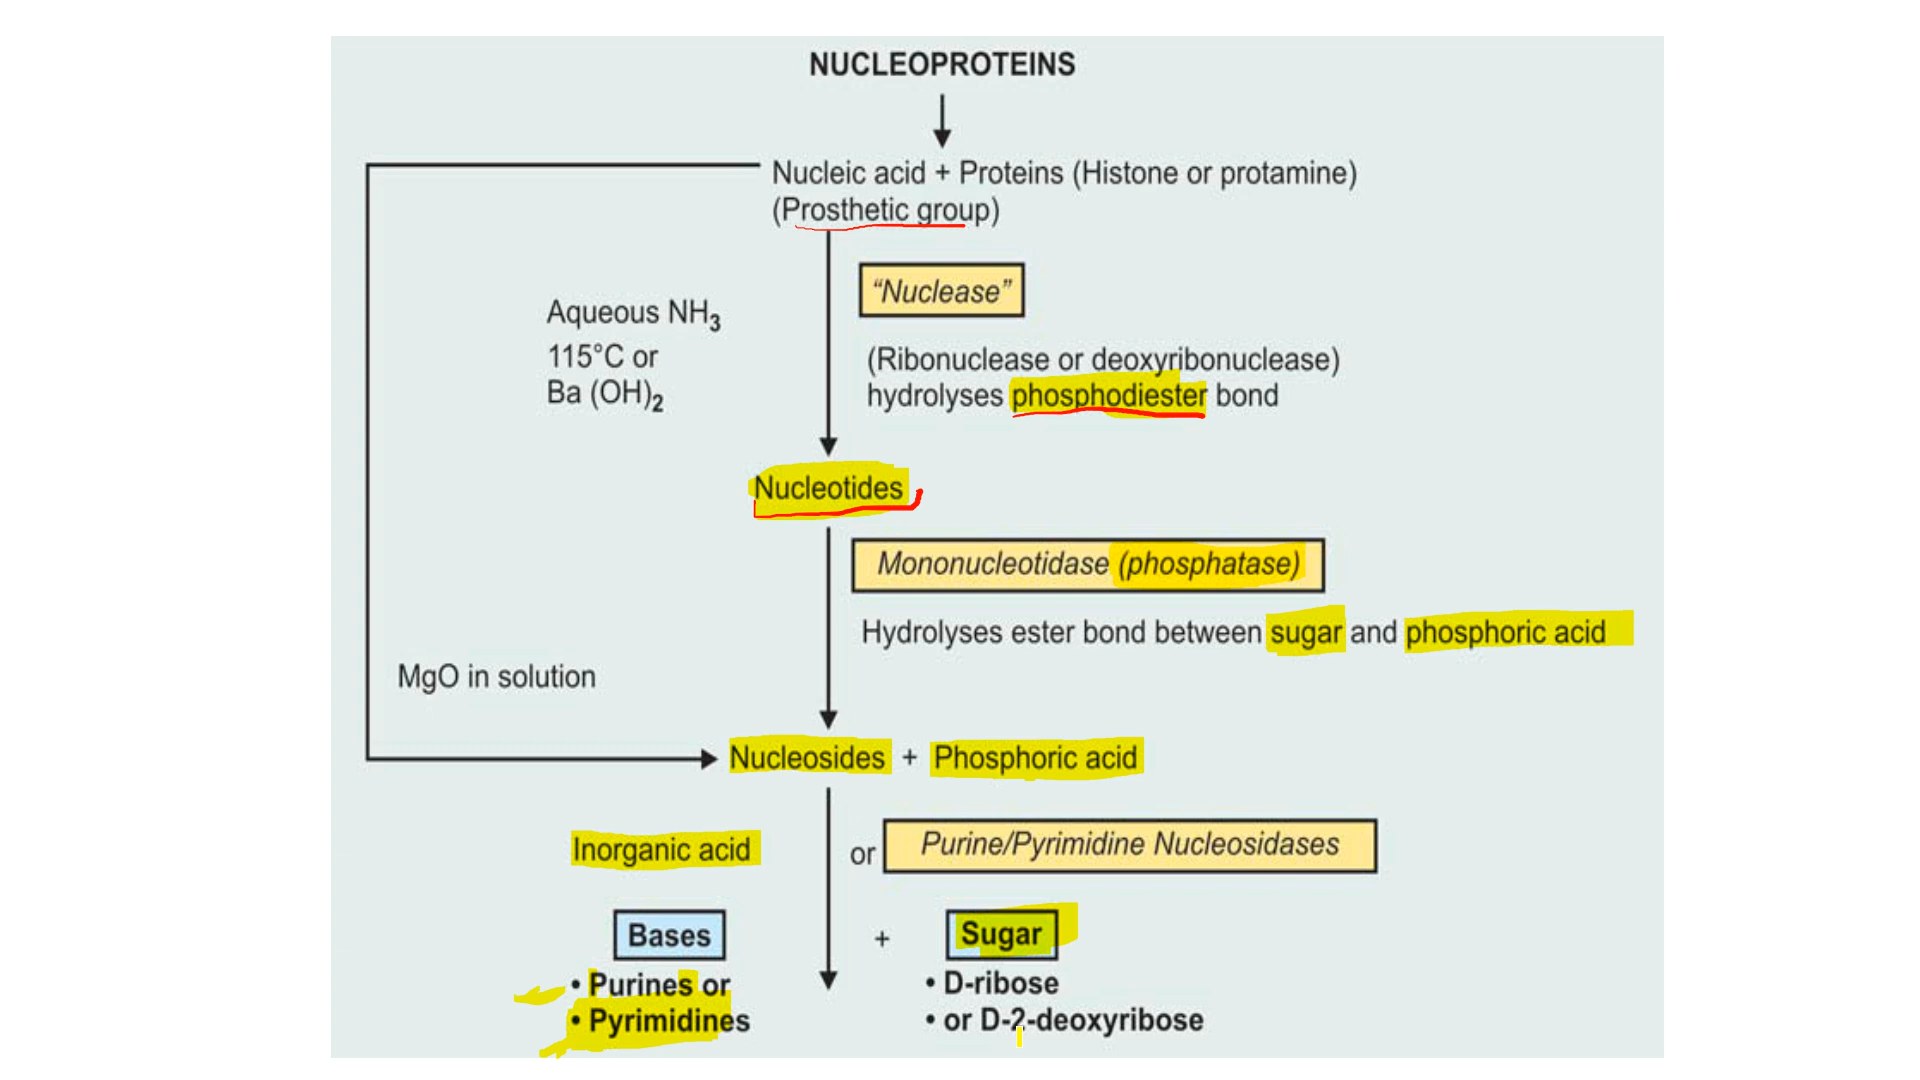 NUCLEOPROTEINS
Nucleic acid + Proteins (Histone or protamine)
(Prosthetic group)
“Nuclease”
Aqueous NH₃
115°C or
Ba (OH)₂
(Ribonuclease or deoxyribonuclease)
hydrolyses phosphodiester bond
Nucleotides
Mononucleotidase (phosphatase)
Hydrolyses ester bond between sugar and phosphoric acid
MgO in solution
Nucleosides + Phosphoric acid
Inorganic acid or Purine/Pyrimidine Nucleosidases
Bases + Sugar
• Purines or
• Pyrimidines
• D-ribose
• or D-2-deoxyribose